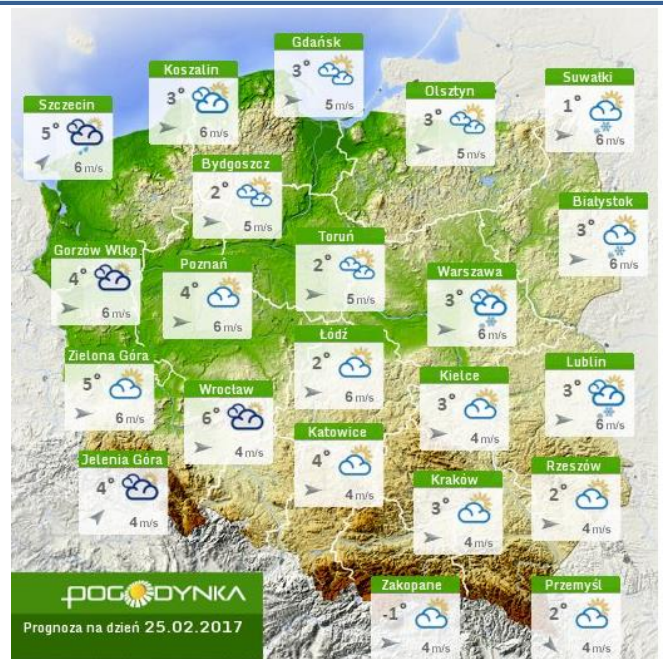 Gdańsk
3°
5 m/s
Koszalin
3°
6 m/s
Suwałki
1°
6 m/s
Olsztyn
3°
5 m/s
Szczecin
5°
6 m/s
Bydgoszcz
2°
5 m/s
Białystok
3°
6 m/s
Toruń
2°
5 m/s
Gorzów Wlkp
4°
6 m/s
Poznań
4°
6 m/s
Warszawa
3°
6 m/s
Łódź
2°
6 m/s
Zielona Góra
5°
6 m/s
Lublin
3°
6 m/s
Kielce
3°
4 m/s
Wrocław
6°
4 m/s
Katowice
4°
4 m/s
Jelenia Góra
4°
4 m/s
Rzeszów
2°
4 m/s
Kraków
3°
4 m/s
Zakopane
-1°
4 m/s
Przemyśl
2°
4 m/s
POGODYNKA
Prognoza na dzień 25.02.2017